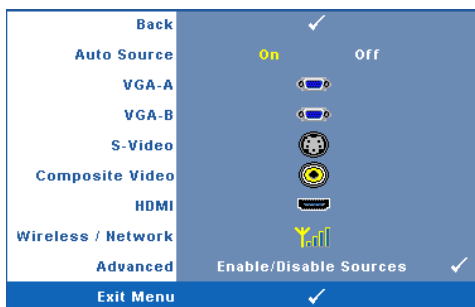 Back
Auto Source On Off
VGA-A
VGA-B
S-Video
Composite Video
HDMI
Wireless / Network
Advanced Enable/Disable Sources
Exit Menu